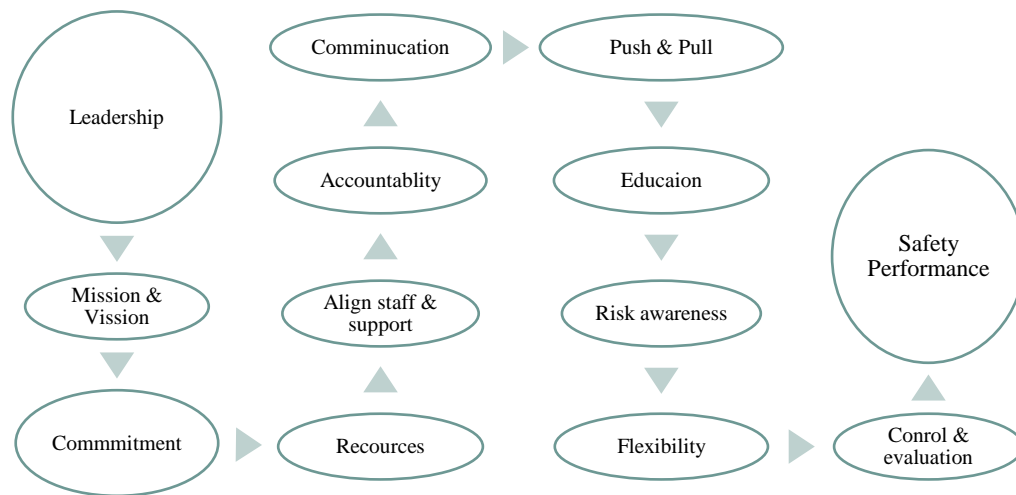 Leadership
Mission &
Vission
Commmitment
Recources
Align staff &
support
Accountablity
Comminucation
Push & Pull
Educaion
Risk awareness
Flexibility
Conrol &
evaluation
Safety
Performance